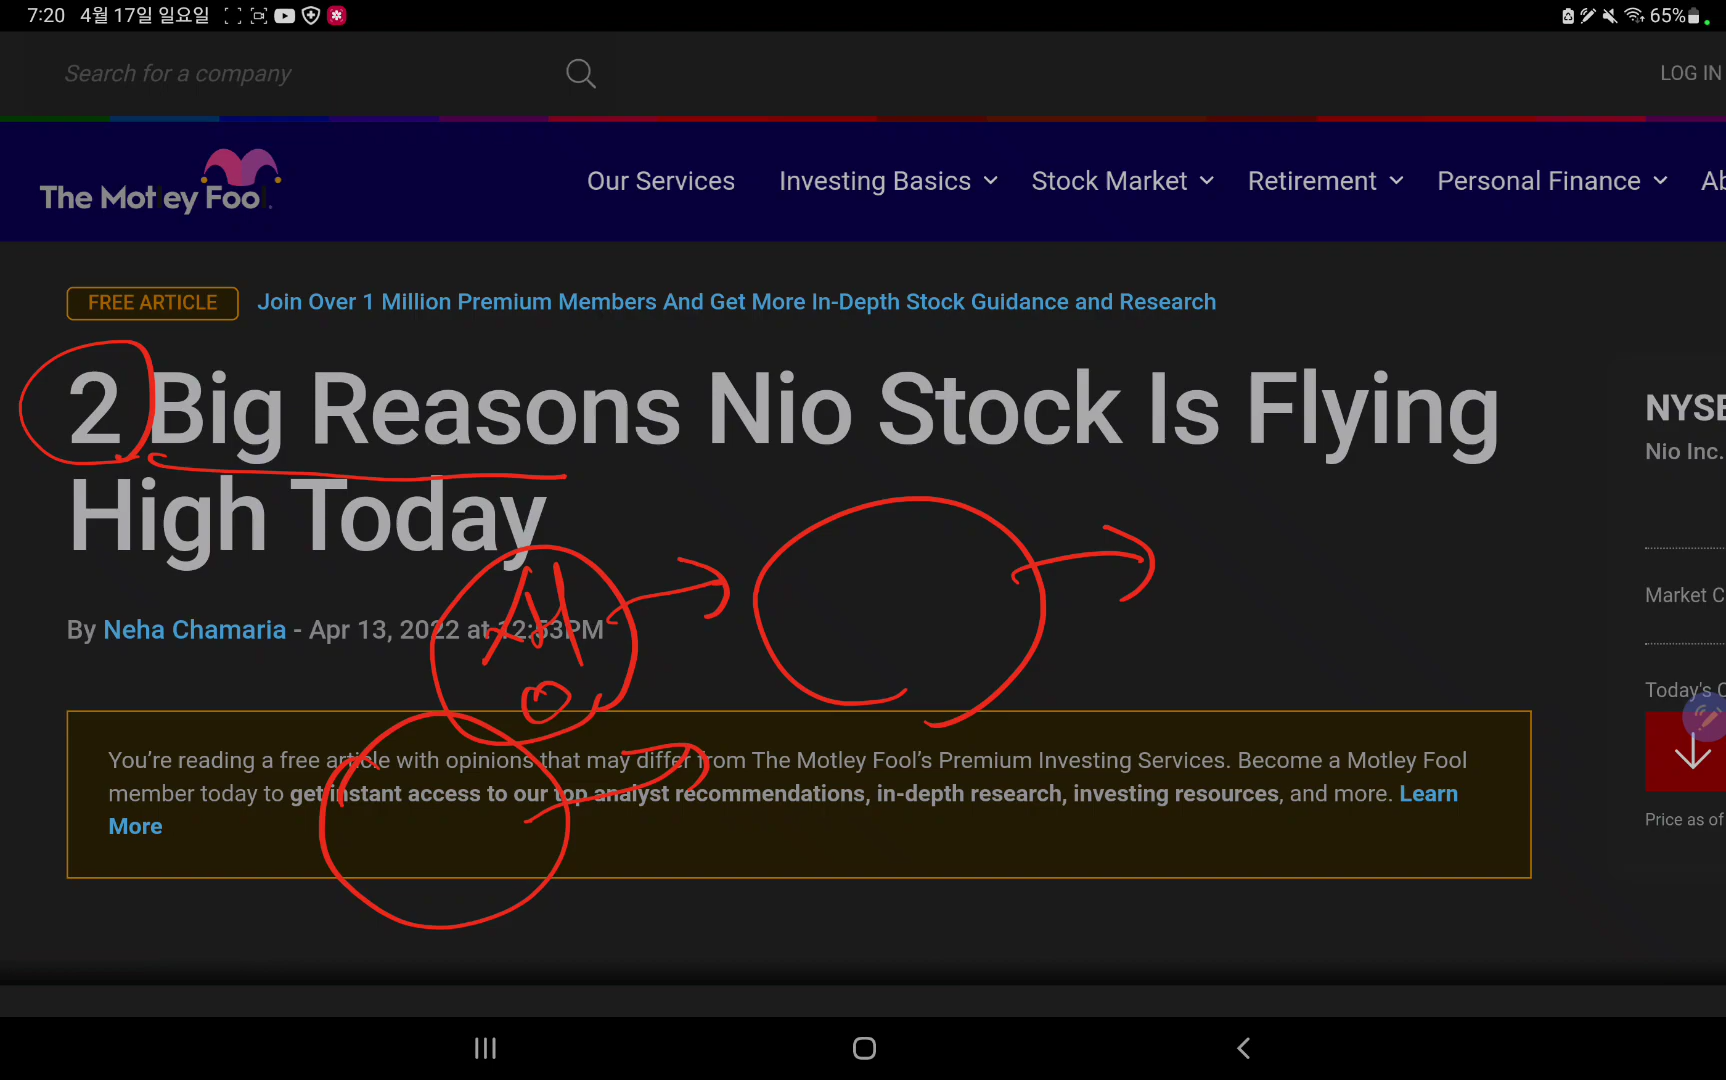 7:20 4월 17일 일요일 65%
Search for a company
LOG IN
The Motley Fool.
Our Services Investing Basics Stock Market Retirement Personal Finance Ab
FREE ARTICLE Join Over 1 Million Premium Members And Get More In-Depth Stock Guidance and Research
2 Big Reasons Nio Stock Is Flying
High Today
By Neha Chamaria - Apr 13, 2022 at 12:53PM
You’re reading a free article with opinions that may differ from The Motley Fool’s Premium Investing Services. Become a Motley Fool
member today to get instant access to our top analyst recommendations, in-depth research, investing resources, and more. Learn
More
NYSE
Nio Inc.
Market C
Today's C
Price as of